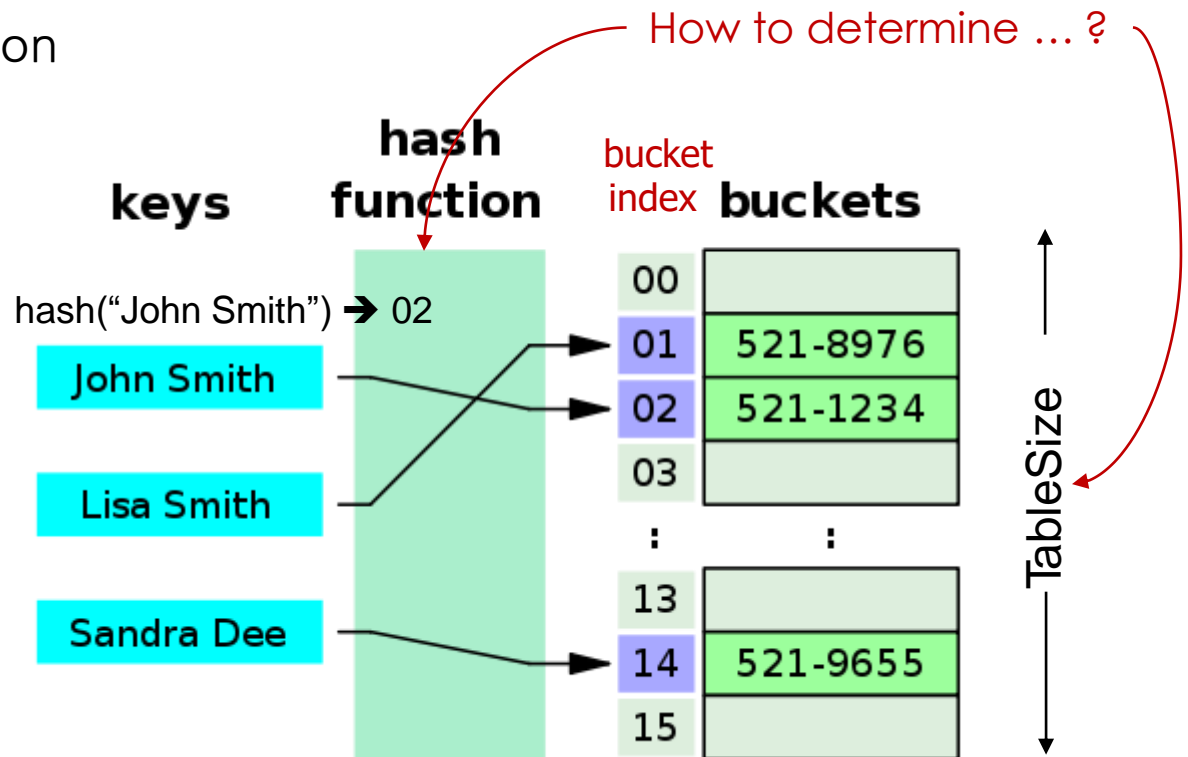 on
How to determine … ?
hash
function
keys
bucket
index
buckets
hash(“John Smith”) ➔ 02
John Smith
Lisa Smith
Sandra Dee
00
01 521-8976
02 521-1234
03
: :
13
14 521-9655
15
TableSize